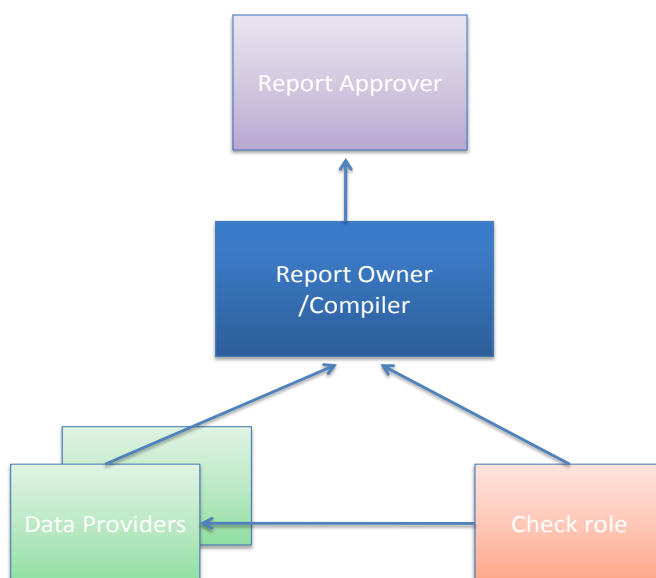 Report Approver
Report Owner
/Compiler
Data Providers
Check role